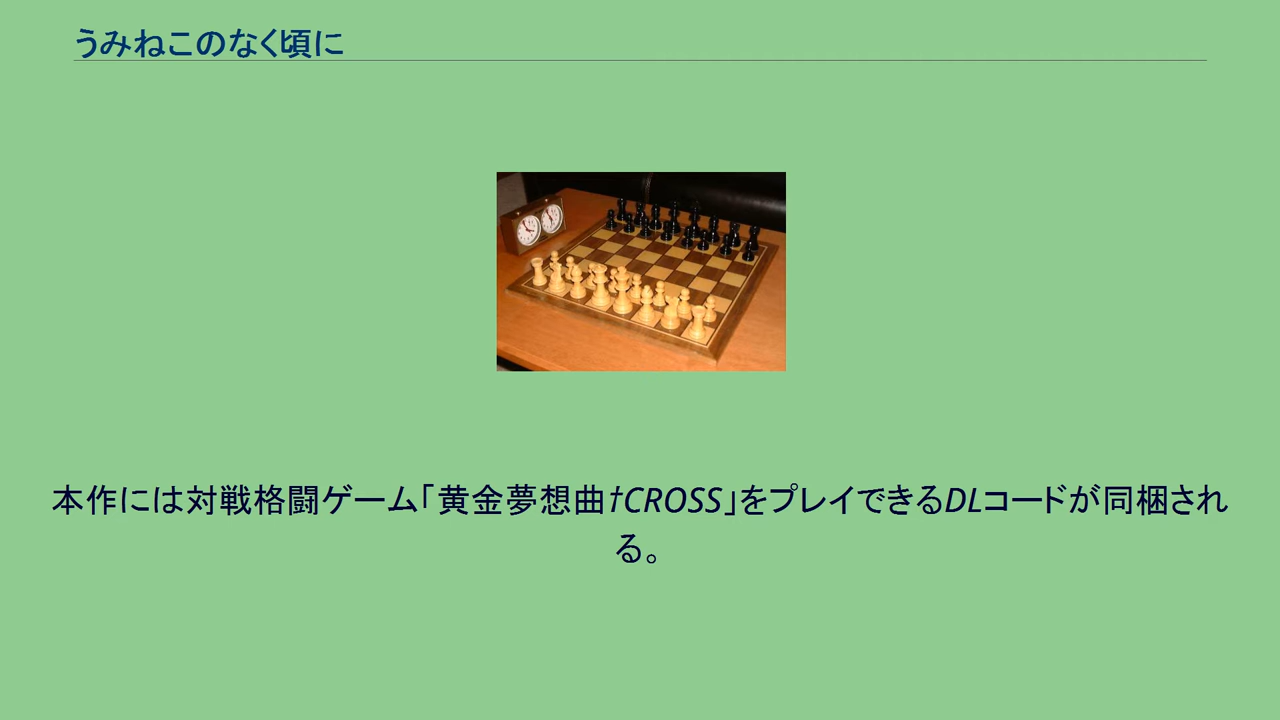 うみねこのなく頃に
本作には対戦格闘ゲーム「黄金夢想曲†CROSS」をプレイできるDLコードが同梱され
る。